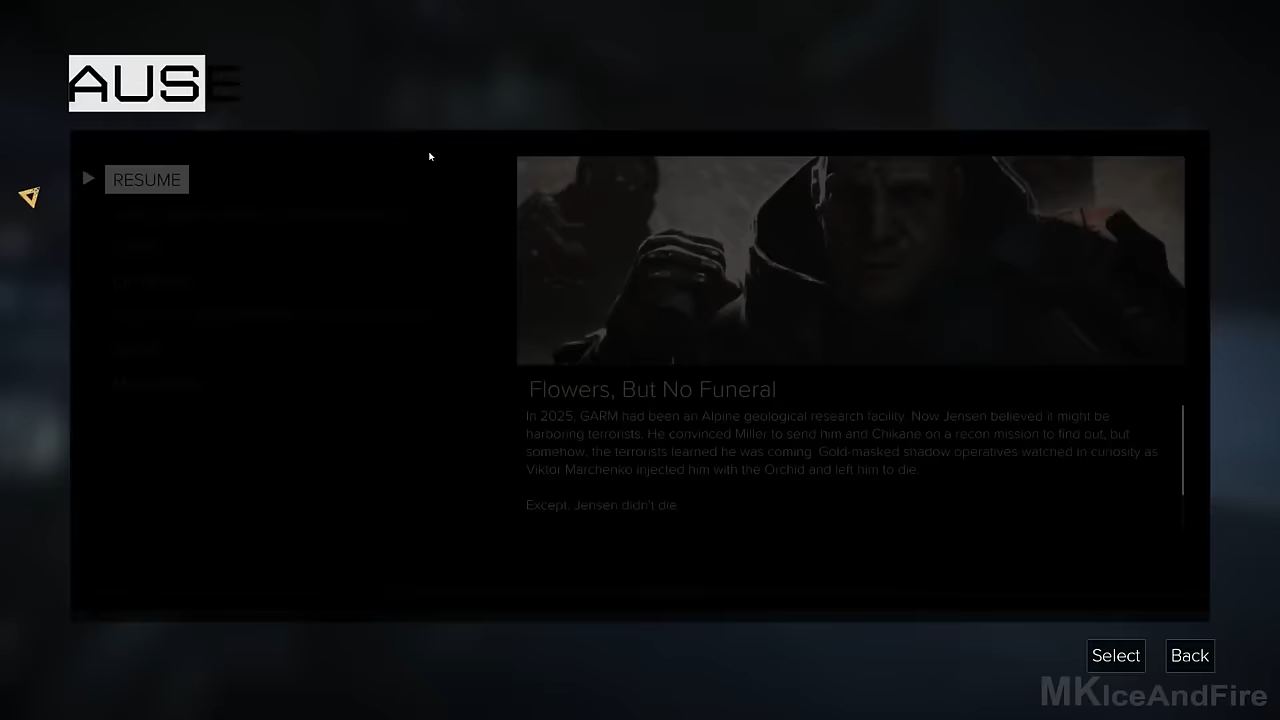 AUSE
RESUME
Flowers, But No Funeral
In 2025, GARM had been an Alpine geological research facility. Now Jensen believed it might be
harboring terrorists. He convinced Miller to send him and Chikane on a recon mission to find out, but
somehow, the terrorists learned he was coming. Gold-masked shadow operatives watched in curiosity as
Viktor Marchenko injected him with the Orchid and left him to die.
Except, Jensen didn't die
Select Back
MKIceAndFire